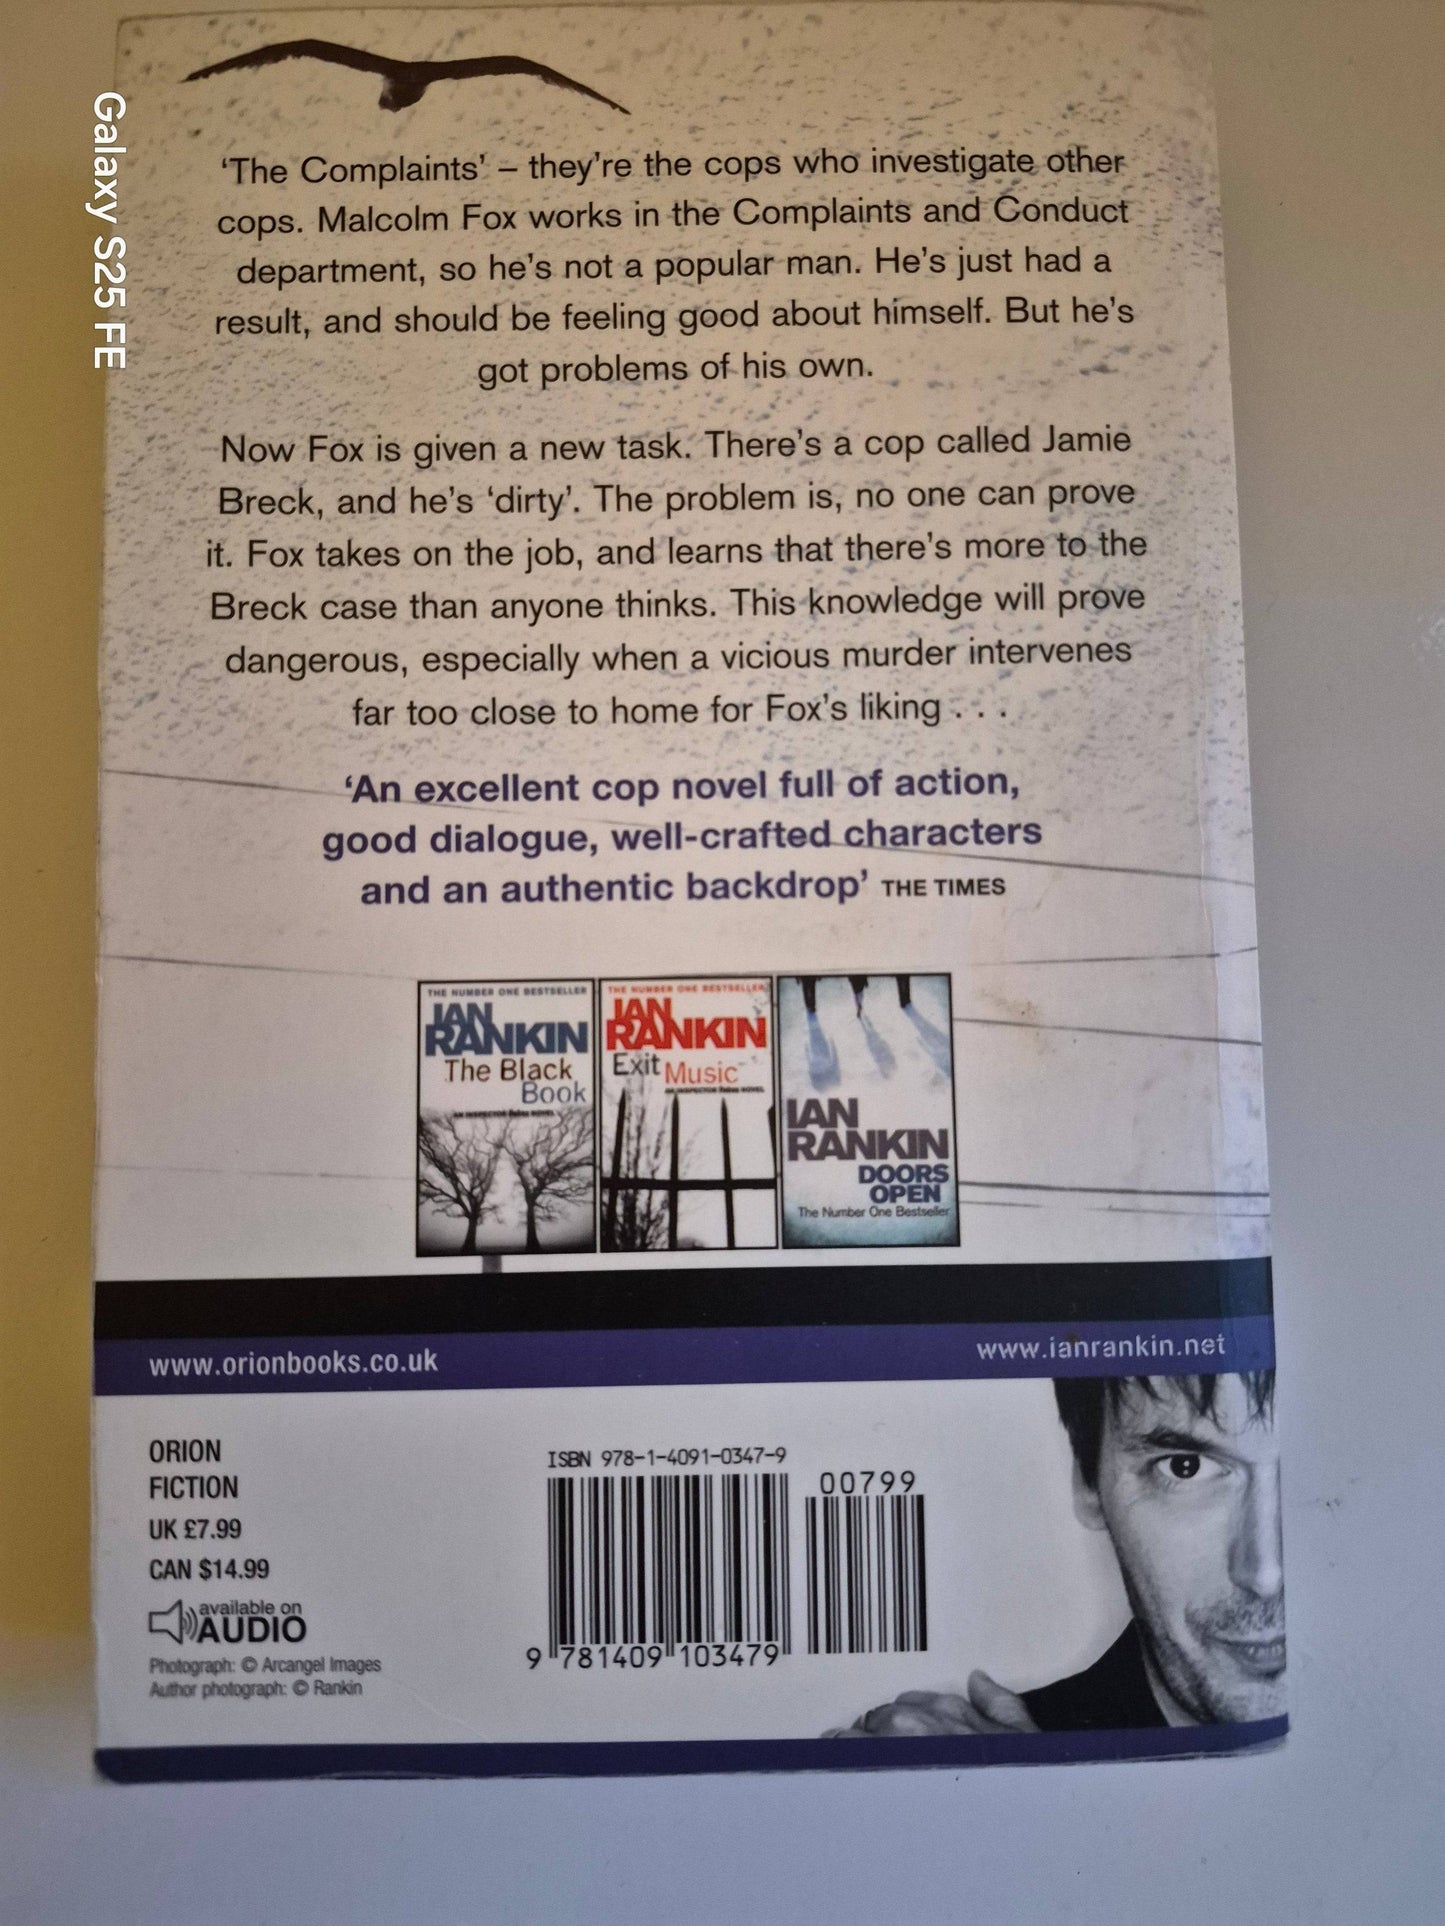 Galaxy S25 FE
‘The Complaints’ – they’re the cops who investigate other
cops. Malcolm Fox works in the Complaints and Conduct
department, so he’s not a popular man. He’s just had a
result, and should be feeling good about himself. But he’s
got problems of his own.
Now Fox is given a new task. There’s a cop called Jamie
Breck, and he’s ‘dirty’. The problem is, no one can prove
it. Fox takes on the job, and learns that there’s more to the
Breck case than anyone thinks. This knowledge will prove
dangerous, especially when a vicious murder intervenes
far too close to home for Fox’s liking . . .
‘An excellent cop novel full of action,
good dialogue, well-crafted characters
and an authentic backdrop’ THE TIMES
THE NUMBER ONE BESTSELLER
IAN
RANKIN
The Black
Book
AN INSPECTOR Rebus NOVEL
THE NUMBER ONE BESTSELLER
IAN
RANKIN
Exit Music
AN INSPECTOR Rebus NOVEL
IAN
RANKIN
DOORS
OPEN
The Number One Bestseller
www.orionbooks.co.uk
www.ianrankin.net
ORION
FICTION
UK £7.99
CAN $14.99
available on
AUDIO
Photograph: © Arcangel Images
Author photograph: © Rankin
ISBN 978-1-4091-0347-9
00799
9 781409 103479